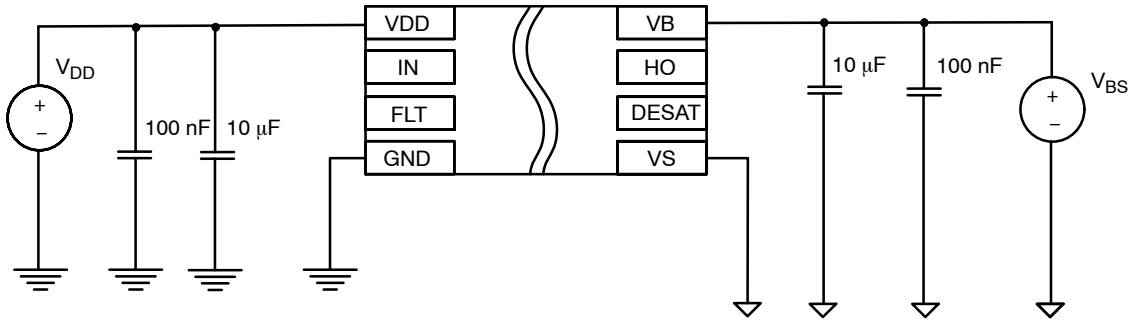 VDD
VB
V_DD
IN
HO
10 μF
100 nF
V_BS
+
−
FLT
DESAT
+
−
100 nF
10 μF
GND
VS